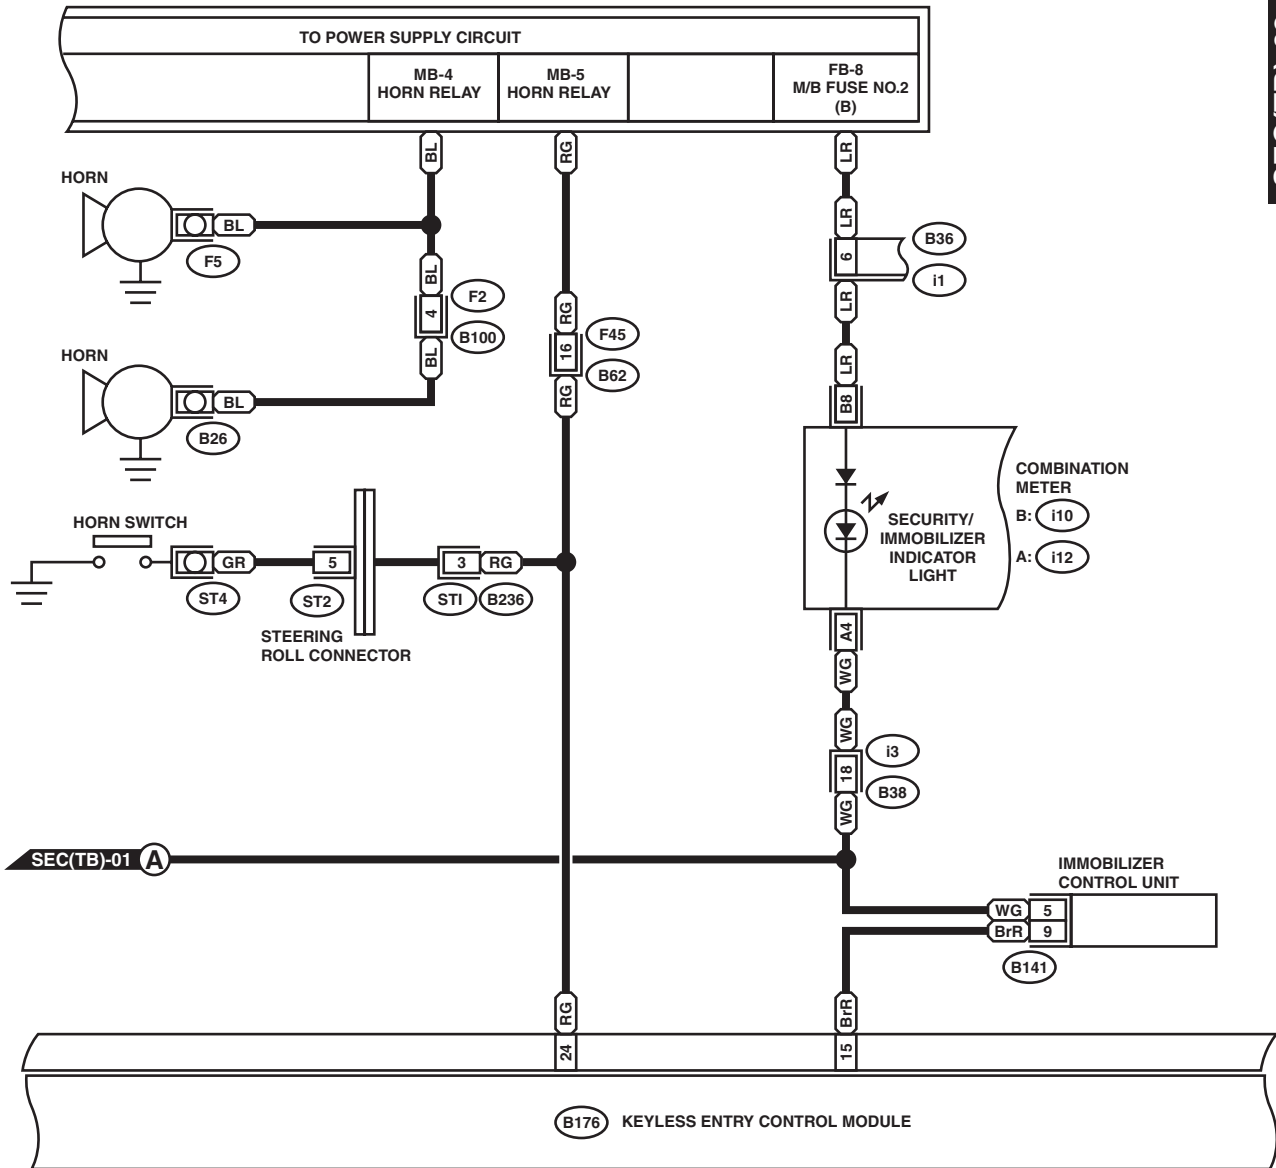 TO POWER SUPPLY CIRCUIT
MB-4
HORN RELAY
MB-5
HORN RELAY
FB-8
M/B FUSE NO.2
(B)
BL
RG
LR
HORN
BL
F5
LR
6
B36
i1
LR
BL
4
F2
B100
BL
RG
16
F45
B62
RG
HORN
BL
B26
LR
B8
SECURITY/
IMMOBILIZER
INDICATOR
LIGHT
COMBINATION
METER
B: i10
A: i12
HORN SWITCH
GR
5
3
RG
ST4
ST2
STI
B236
STEERING
ROLL CONNECTOR
A4
WG
WG
18
i3
B38
WG
SEC(TB)-01
A
IMMOBILIZER
CONTROL UNIT
WG
5
BrR
9
B141
RG
24
BrR
15
B176
KEYLESS ENTRY CONTROL MODULE